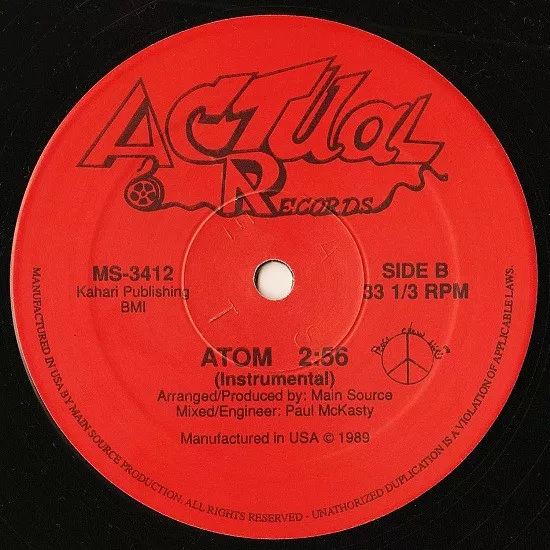 ACTUAL
RECORDS
MS-3412
Kahari Publishing
BMI
SIDE B
33 1/3 RPM
ATOM 2:56
(Instrumental)
Arranged/Produced by: Main Source
Mixed/Engineer: Paul McKasty
Manufactured in USA © 1989
MANUFACTURED IN USA BY MAIN SOURCE PRODUCTION. ALL RIGHTS RESERVED - UNATHORIZED DUPLICATION IS A VIOLATION OF APPLICABLE LAWS.